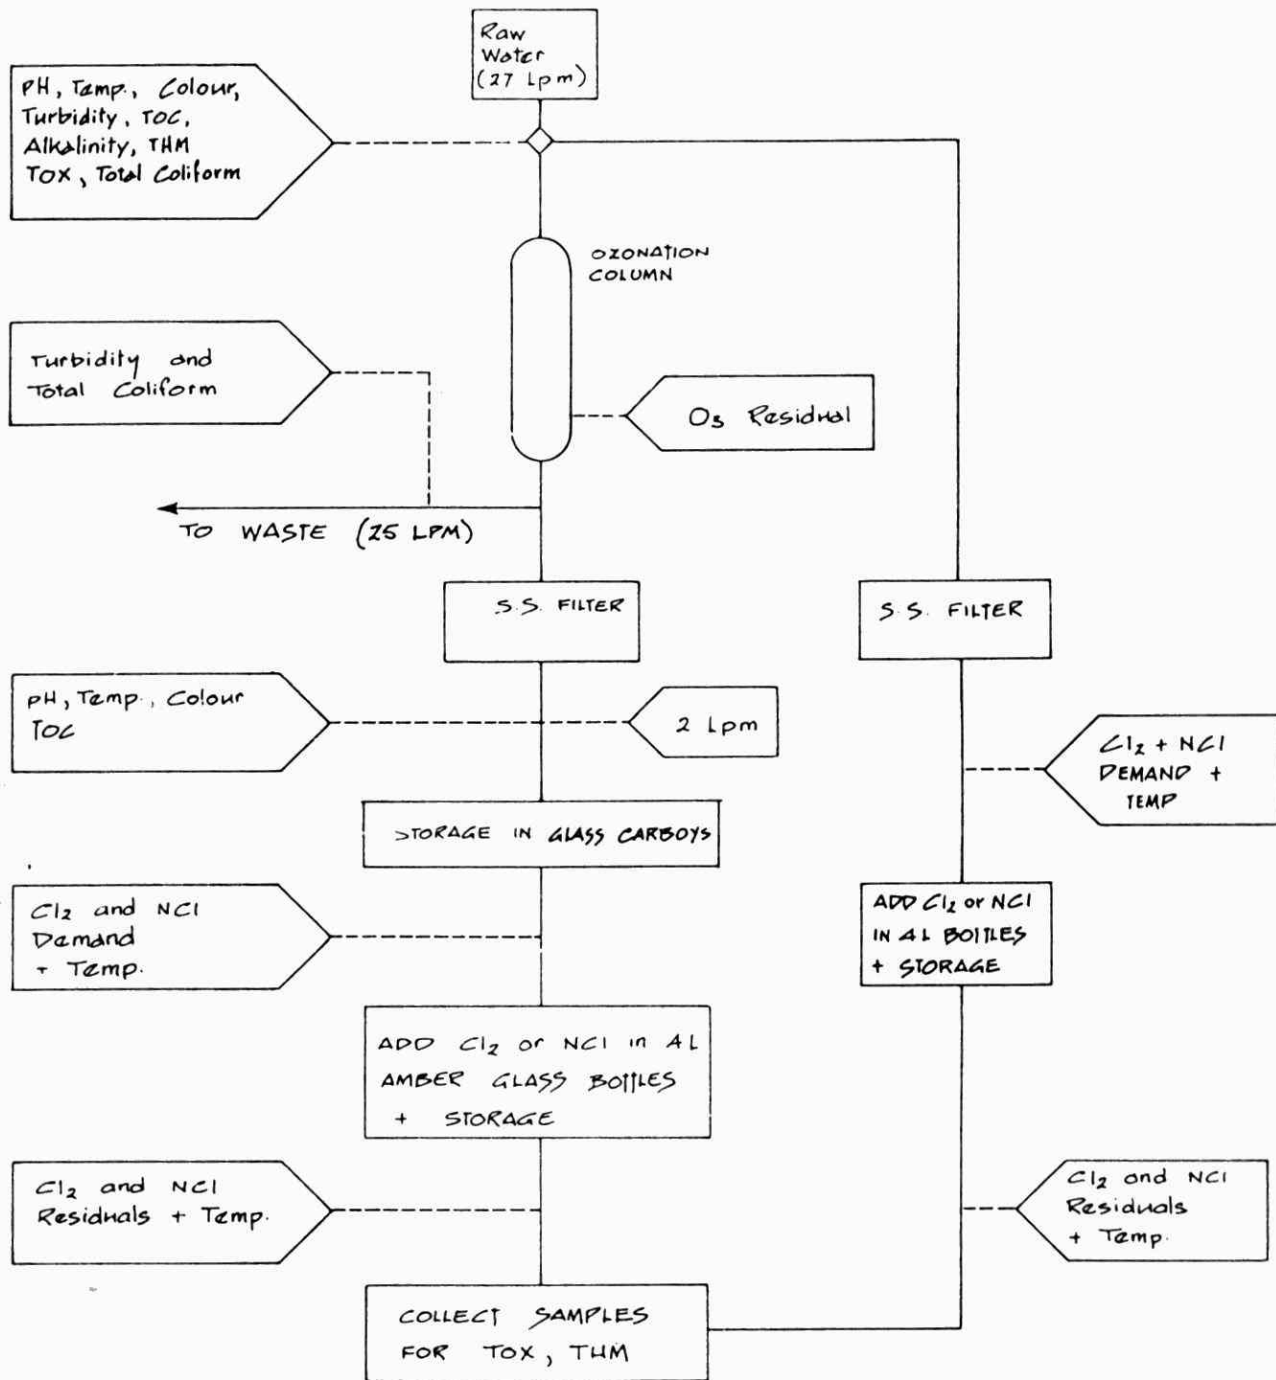 Raw
Water
(27 Lpm)
PH, Temp., Colour,
Turbidity, TOC,
Alkalinity, THM
TOX, Total Coliform
OZONATION
COLUMN
Turbidity and
Total Coliform
O3 Residual
TO WASTE (25 LPM)
S.S. FILTER
S.S. FILTER
pH, Temp., Colour
TOC
2 Lpm
Cl2 + NCl
DEMAND +
TEMP
STORAGE IN GLASS CARBOYS
Cl2 and NCl
Demand
+ Temp.
ADD Cl2 or NCl
IN 4L BOTTLES
+ STORAGE
ADD Cl2 or NCl in 4L
AMBER GLASS BOTTLES
+ STORAGE
Cl2 and NCl
Residuals + Temp.
Cl2 and NCl
Residuals
+ Temp.
COLLECT SAMPLES
FOR TOX, THM